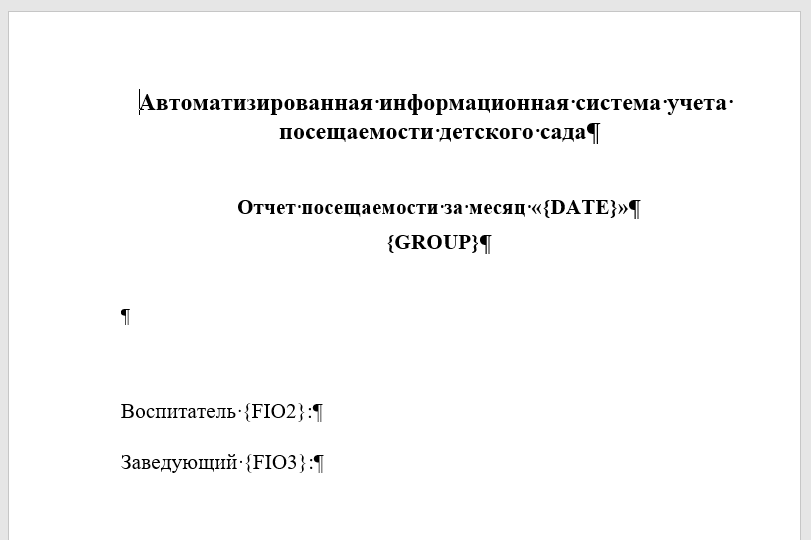 Автоматизированная·информационная·система·учета·
посещаемости·детского·сада¶
Отчет·посещаемости·за·месяц·«{DATE}»¶
{GROUP}¶
¶
Воспитатель·{FIO2}:¶
Заведующий·{FIO3}:¶